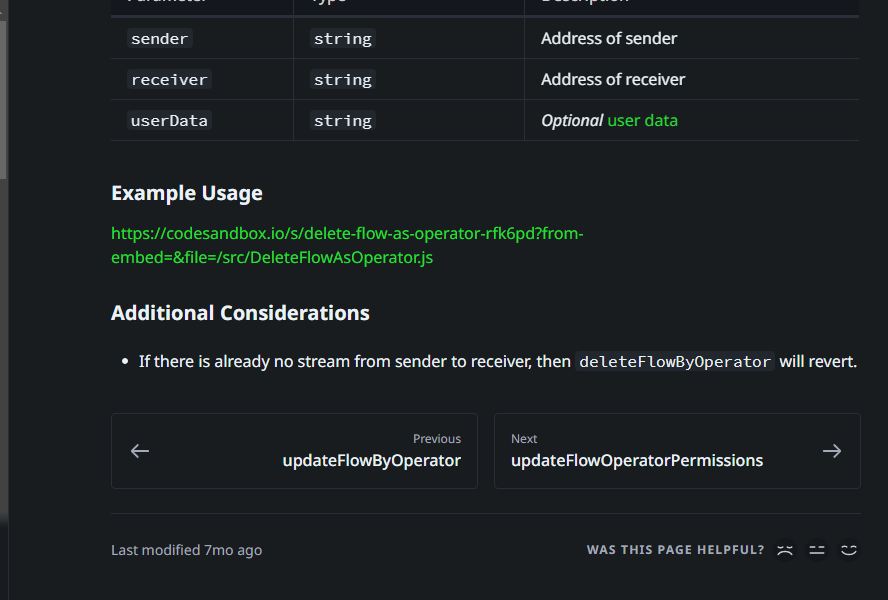 sender string Address of sender
receiver string Address of receiver
userData string Optional user data
Example Usage
https://codesandbox.io/s/delete-flow-as-operator-rfk6pd?from-
embed=&file=/src/DeleteFlowAsOperator.js
Additional Considerations
• If there is already no stream from sender to receiver, then deleteFlowByOperator will revert.
Previous
updateFlowByOperator
Next
updateFlowOperatorPermissions
Last modified 7mo ago
WAS THIS PAGE HELPFUL?